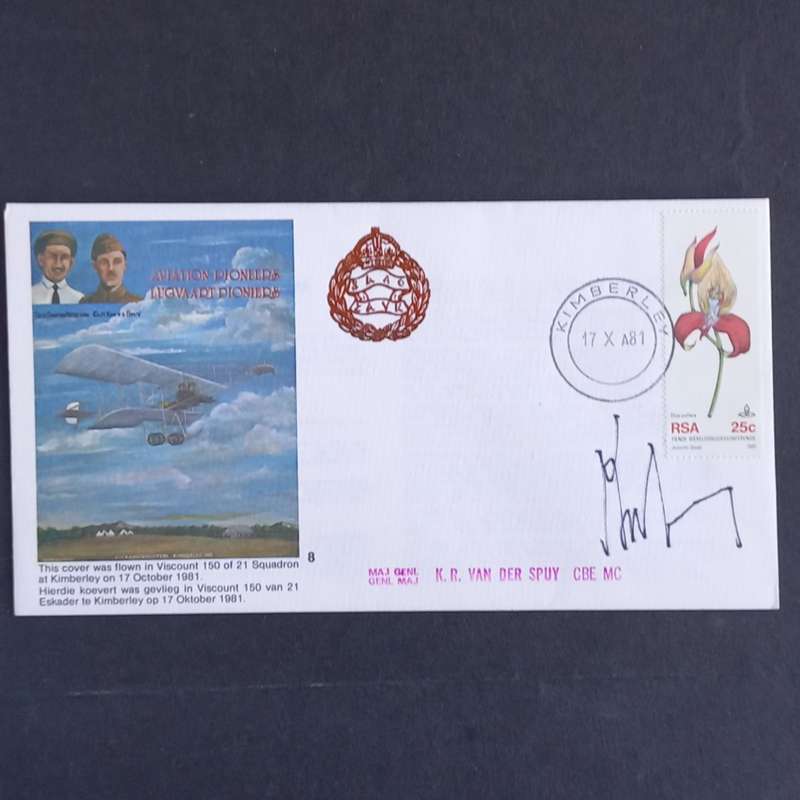 AVIATION PIONEERS
LUGVAART PIONIERS
KIMBERLEY
17 X A81
RSA 25c
8
This cover was flown in Viscount 150 of 21 Squadron
at Kimberley on 17 October 1981.
Hierdie koevert was gevlieg in Viscount 150 van 21
Eskader te Kimberley op 17 Oktober 1981.
MAJ GENL
GENL MAJ
K. R. VAN DER SPUY CBE MC